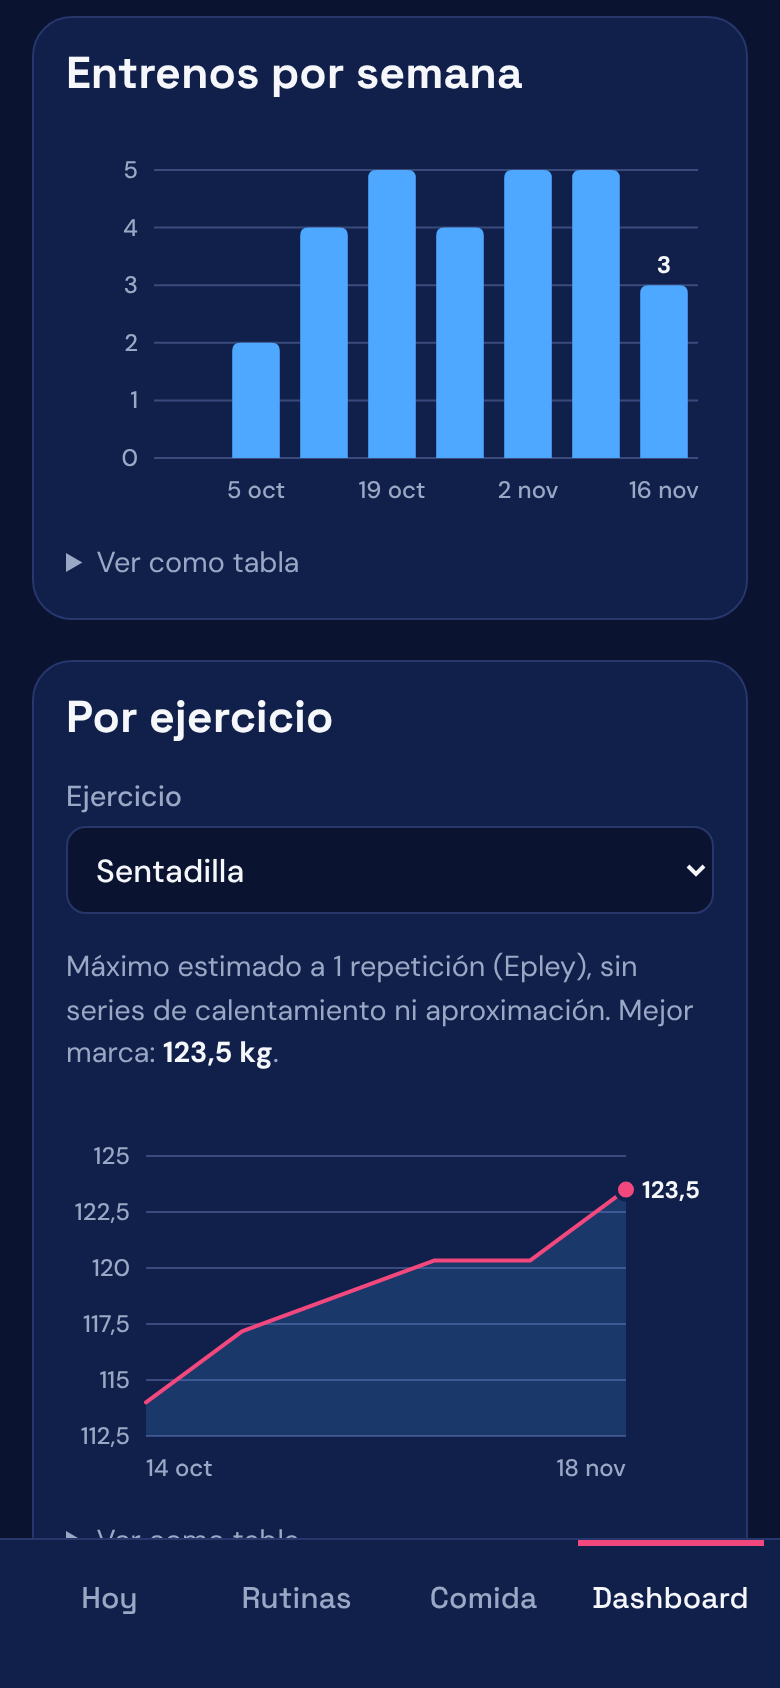 Entrenos por semana
5
4
3
3
2
1
0
5 oct 19 oct 2 nov 16 nov
▶ Ver como tabla
Por ejercicio
Ejercicio
Sentadilla
Máximo estimado a 1 repetición (Epley), sin
series de calentamiento ni aproximación. Mejor
marca: 123,5 kg.
125
123,5
122,5
120
117,5
115
112,5
14 oct 18 nov
▶ Ver como tabla
Hoy Rutinas Comida Dashboard